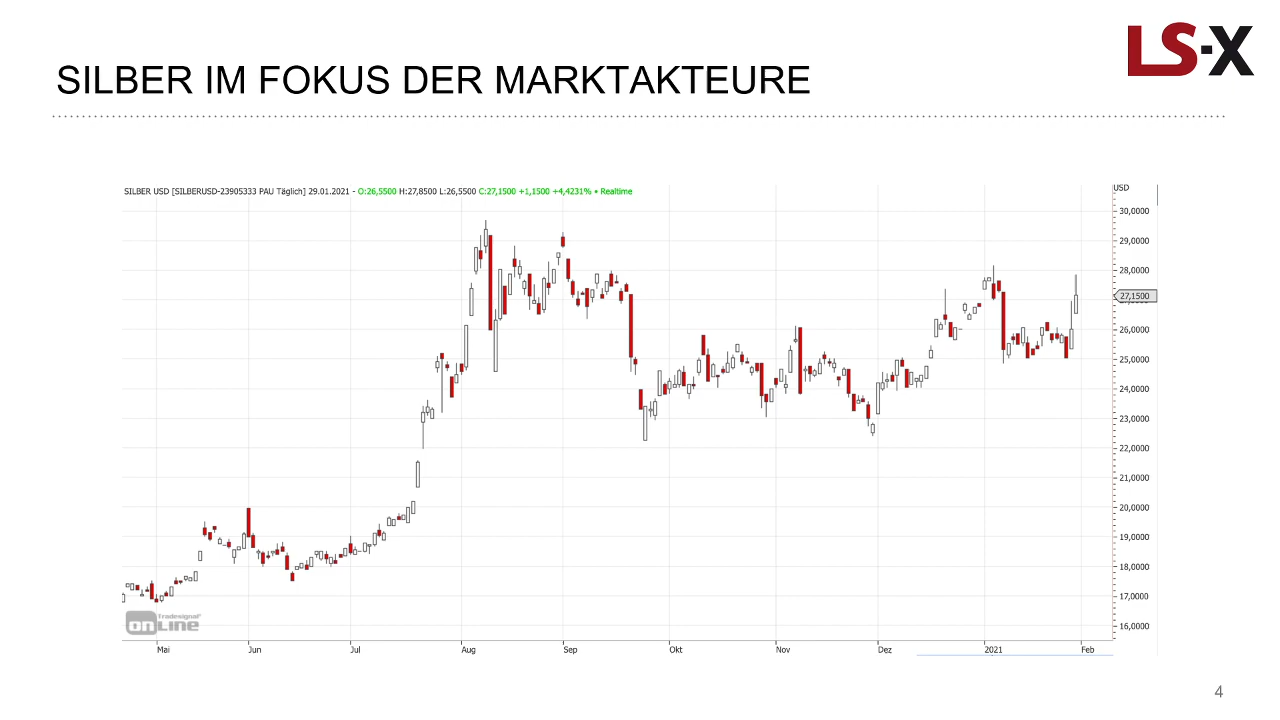 LS-X
SILBER IM FOKUS DER MARKTAKTEURE
SILBER USD [SILBERUSD-23905333 PAU Täglich] 29.01.2021 - O:26,5500 H:27,8500 L:26,5500 C:27,1500 +1,1500 +4,4231% • Realtime
USD
30,0000
29,0000
28,0000
27,1500
26,0000
25,0000
24,0000
23,0000
22,0000
21,0000
20,0000
19,0000
18,0000
17,0000
16,0000
Tradesignal®
onLine
Mai Jun Jul Aug Sep Okt Nov Dez 2021 Feb
4